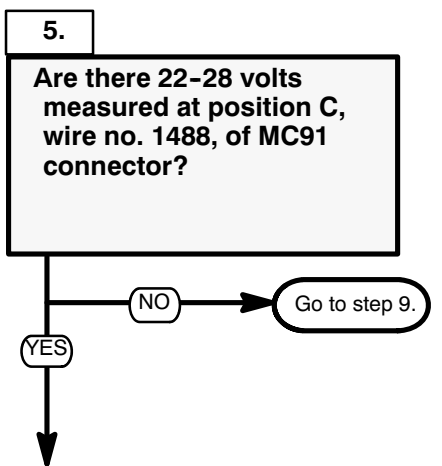 5.
Are there 22-28 volts
measured at position C,
wire no. 1488, of MC91
connector?
NO
Go to step 9.
YES